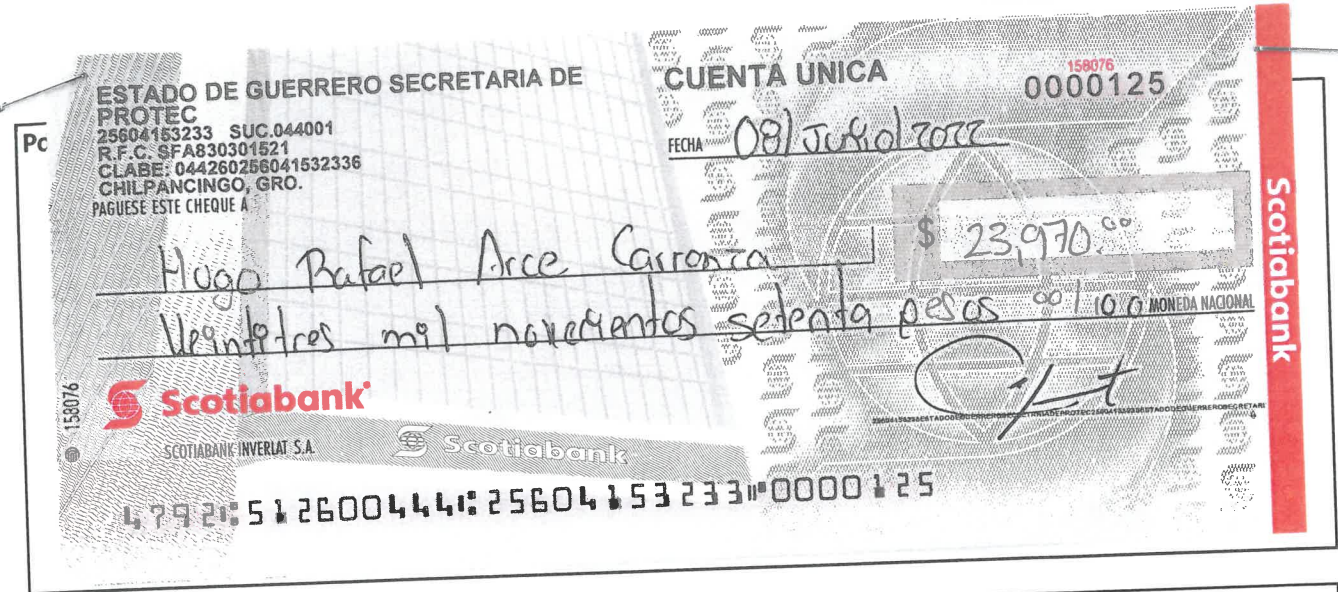 Po
ESTADO DE GUERRERO SECRETARIA DE
PROTEC
25604153233 SUC.044001
R.F.C. SFA830301521
CLABE: 044260256041532336
CHILPANCINGO, GRO.
PAGUESE ESTE CHEQUE A
CUENTA UNICA
158076
0000125
FECHA 08/ /2022
Hugo Rafael Arce Carranza
$ 23,970.00
Veintitres mil novecientos setenta pesos 00/100 MONEDA NACIONAL
Scotiabank
158076
Scotiabank
SCOTIABANK INVERLAT S.A.
Scotiabank
4792 512600444 25604153233 0000125